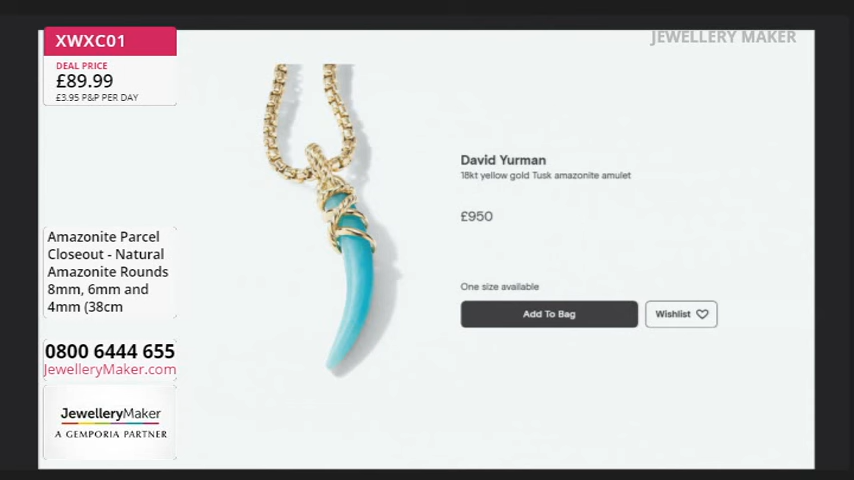 XWXC01
DEAL PRICE
£89.99
£3.95 P&P PER DAY
JEWELLERY MAKER
David Yurman
18kt yellow gold Tusk amazonite amulet
£950
One size available
Add To Bag
Wishlist
Amazonite Parcel
Closeout - Natural
Amazonite Rounds
8mm, 6mm and
4mm (38cm
0800 6444 655
JewelleryMaker.com
JewelleryMaker
A GEMPORIA PARTNER